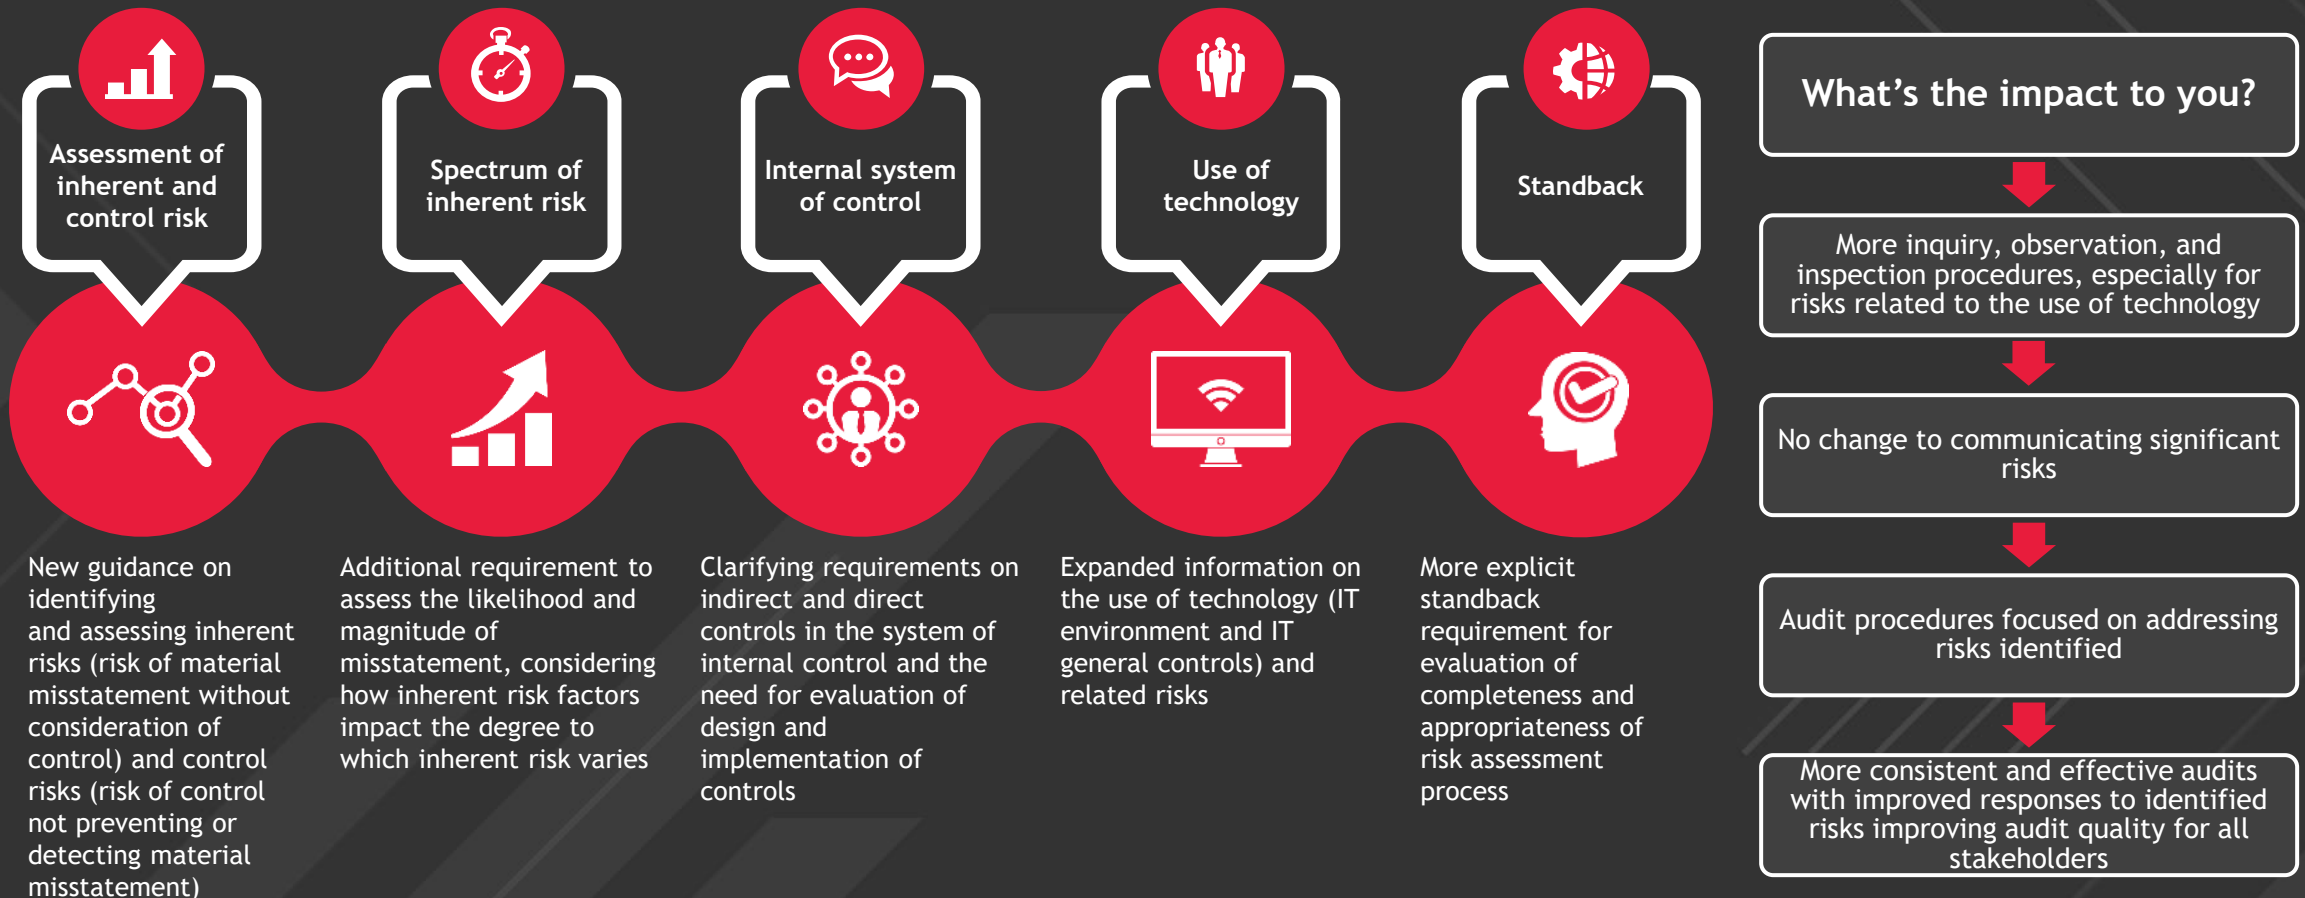 Assessment of
inherent and
control risk
New guidance on
identifying
and assessing inherent
risks (risk of material
misstatement without
consideration of
control) and control
risks (risk of control
not preventing or
detecting material
misstatement)
Spectrum of
inherent risk
Additional requirement to
assess the likelihood and
magnitude of
misstatement, considering
how inherent risk factors
impact the degree to
which inherent risk varies
Internal system
of control
Clarifying requirements on
indirect and direct
controls in the system of
internal control and the
need for evaluation of
design and
implementation of
controls
Use of
technology
Expanded information on
the use of technology (IT
environment and IT
general controls) and
related risks
Standback
More explicit
standback
requirement for
evaluation of
completeness and
appropriateness of
risk assessment
process
What's the impact to you?
More inquiry, observation, and
inspection procedures, especially for
risks related to the use of technology
No change to communicating significant
risks
Audit procedures focused on addressing
risks identified
More consistent and effective audits
with improved responses to identified
risks improving audit quality for all
stakeholders